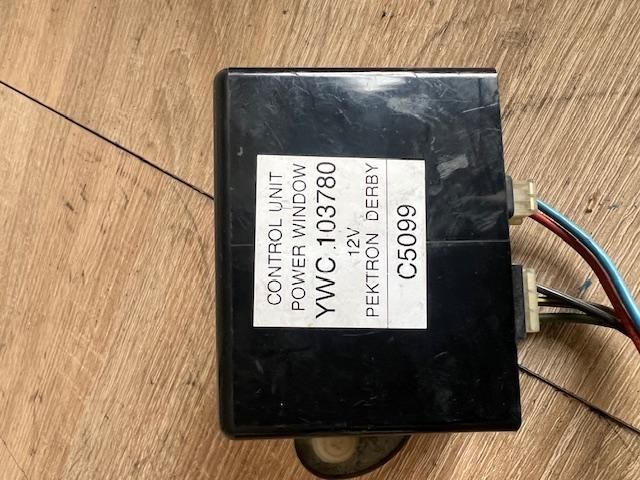 CONTROL UNIT
POWER WINDOW
YWC 103780
12V
PEKTRON DERBY
C5099